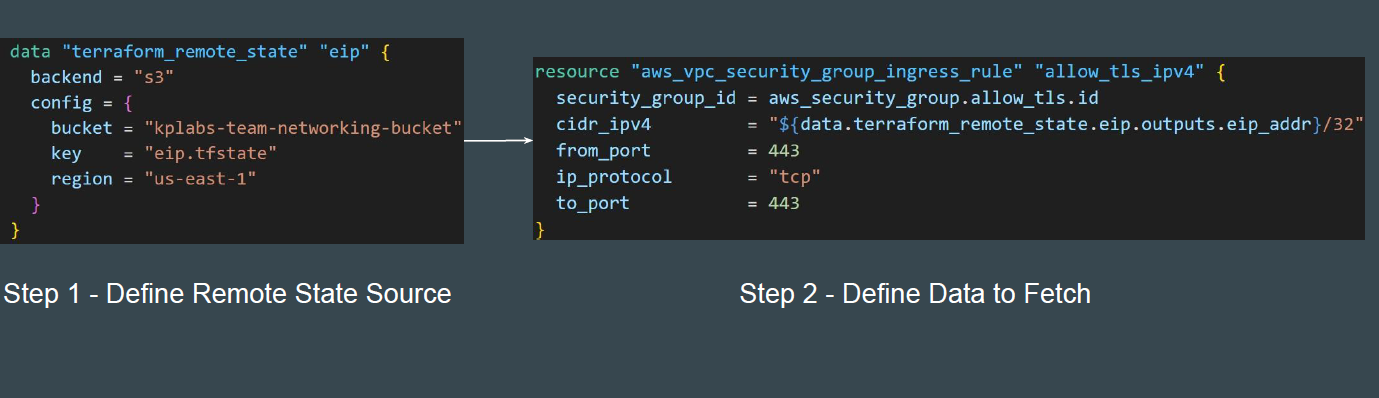 data "terraform_remote_state" "eip" {
  backend = "s3"
  config = {
    bucket = "kplabs-team-networking-bucket"
    key    = "eip.tfstate"
    region = "us-east-1"
  }
}
resource "aws_vpc_security_group_ingress_rule" "allow_tls_ipv4" {
  security_group_id = aws_security_group.allow_tls.id
  cidr_ipv4         = "${data.terraform_remote_state.eip.outputs.eip_addr}/32"
  from_port         = 443
  ip_protocol       = "tcp"
  to_port           = 443
}
Step 1 - Define Remote State Source
Step 2 - Define Data to Fetch